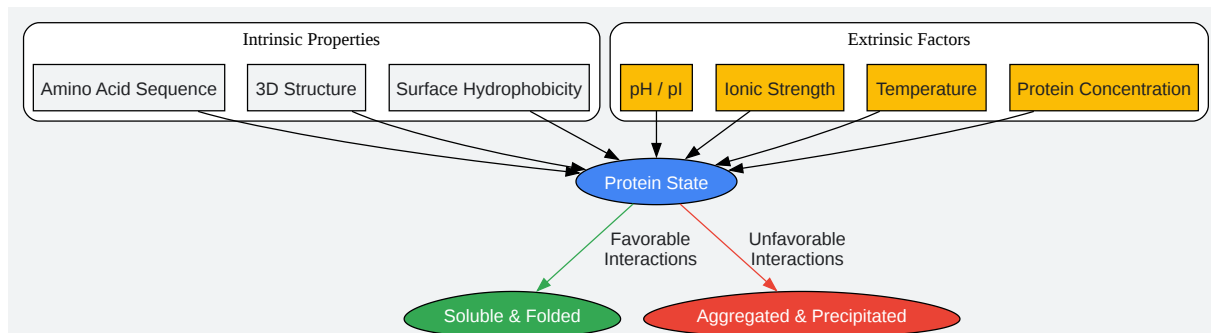 Intrinsic Properties
Extrinsic Factors
Amino Acid Sequence
3D Structure
Surface Hydrophobicity
pH / pI
Ionic Strength
Temperature
Protein Concentration
Protein State
Favorable
Interactions
Unfavorable
Interactions
Soluble & Folded
Aggregated & Precipitated